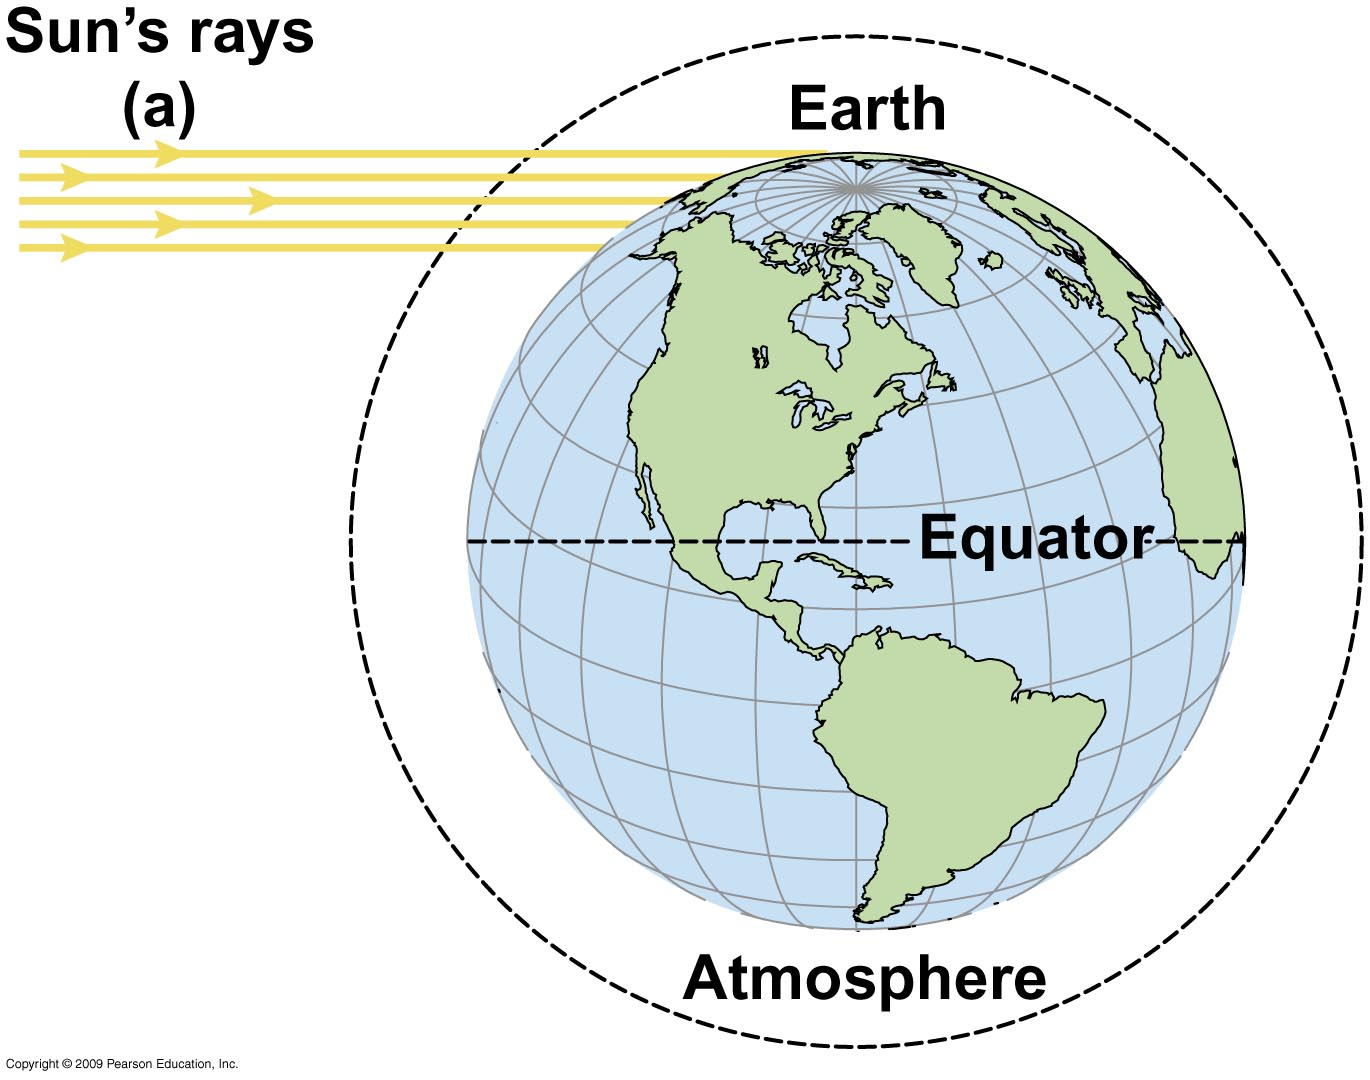 Sun’s rays
(a)
Earth
Equator
Atmosphere
Copyright © 2009 Pearson Education, Inc.